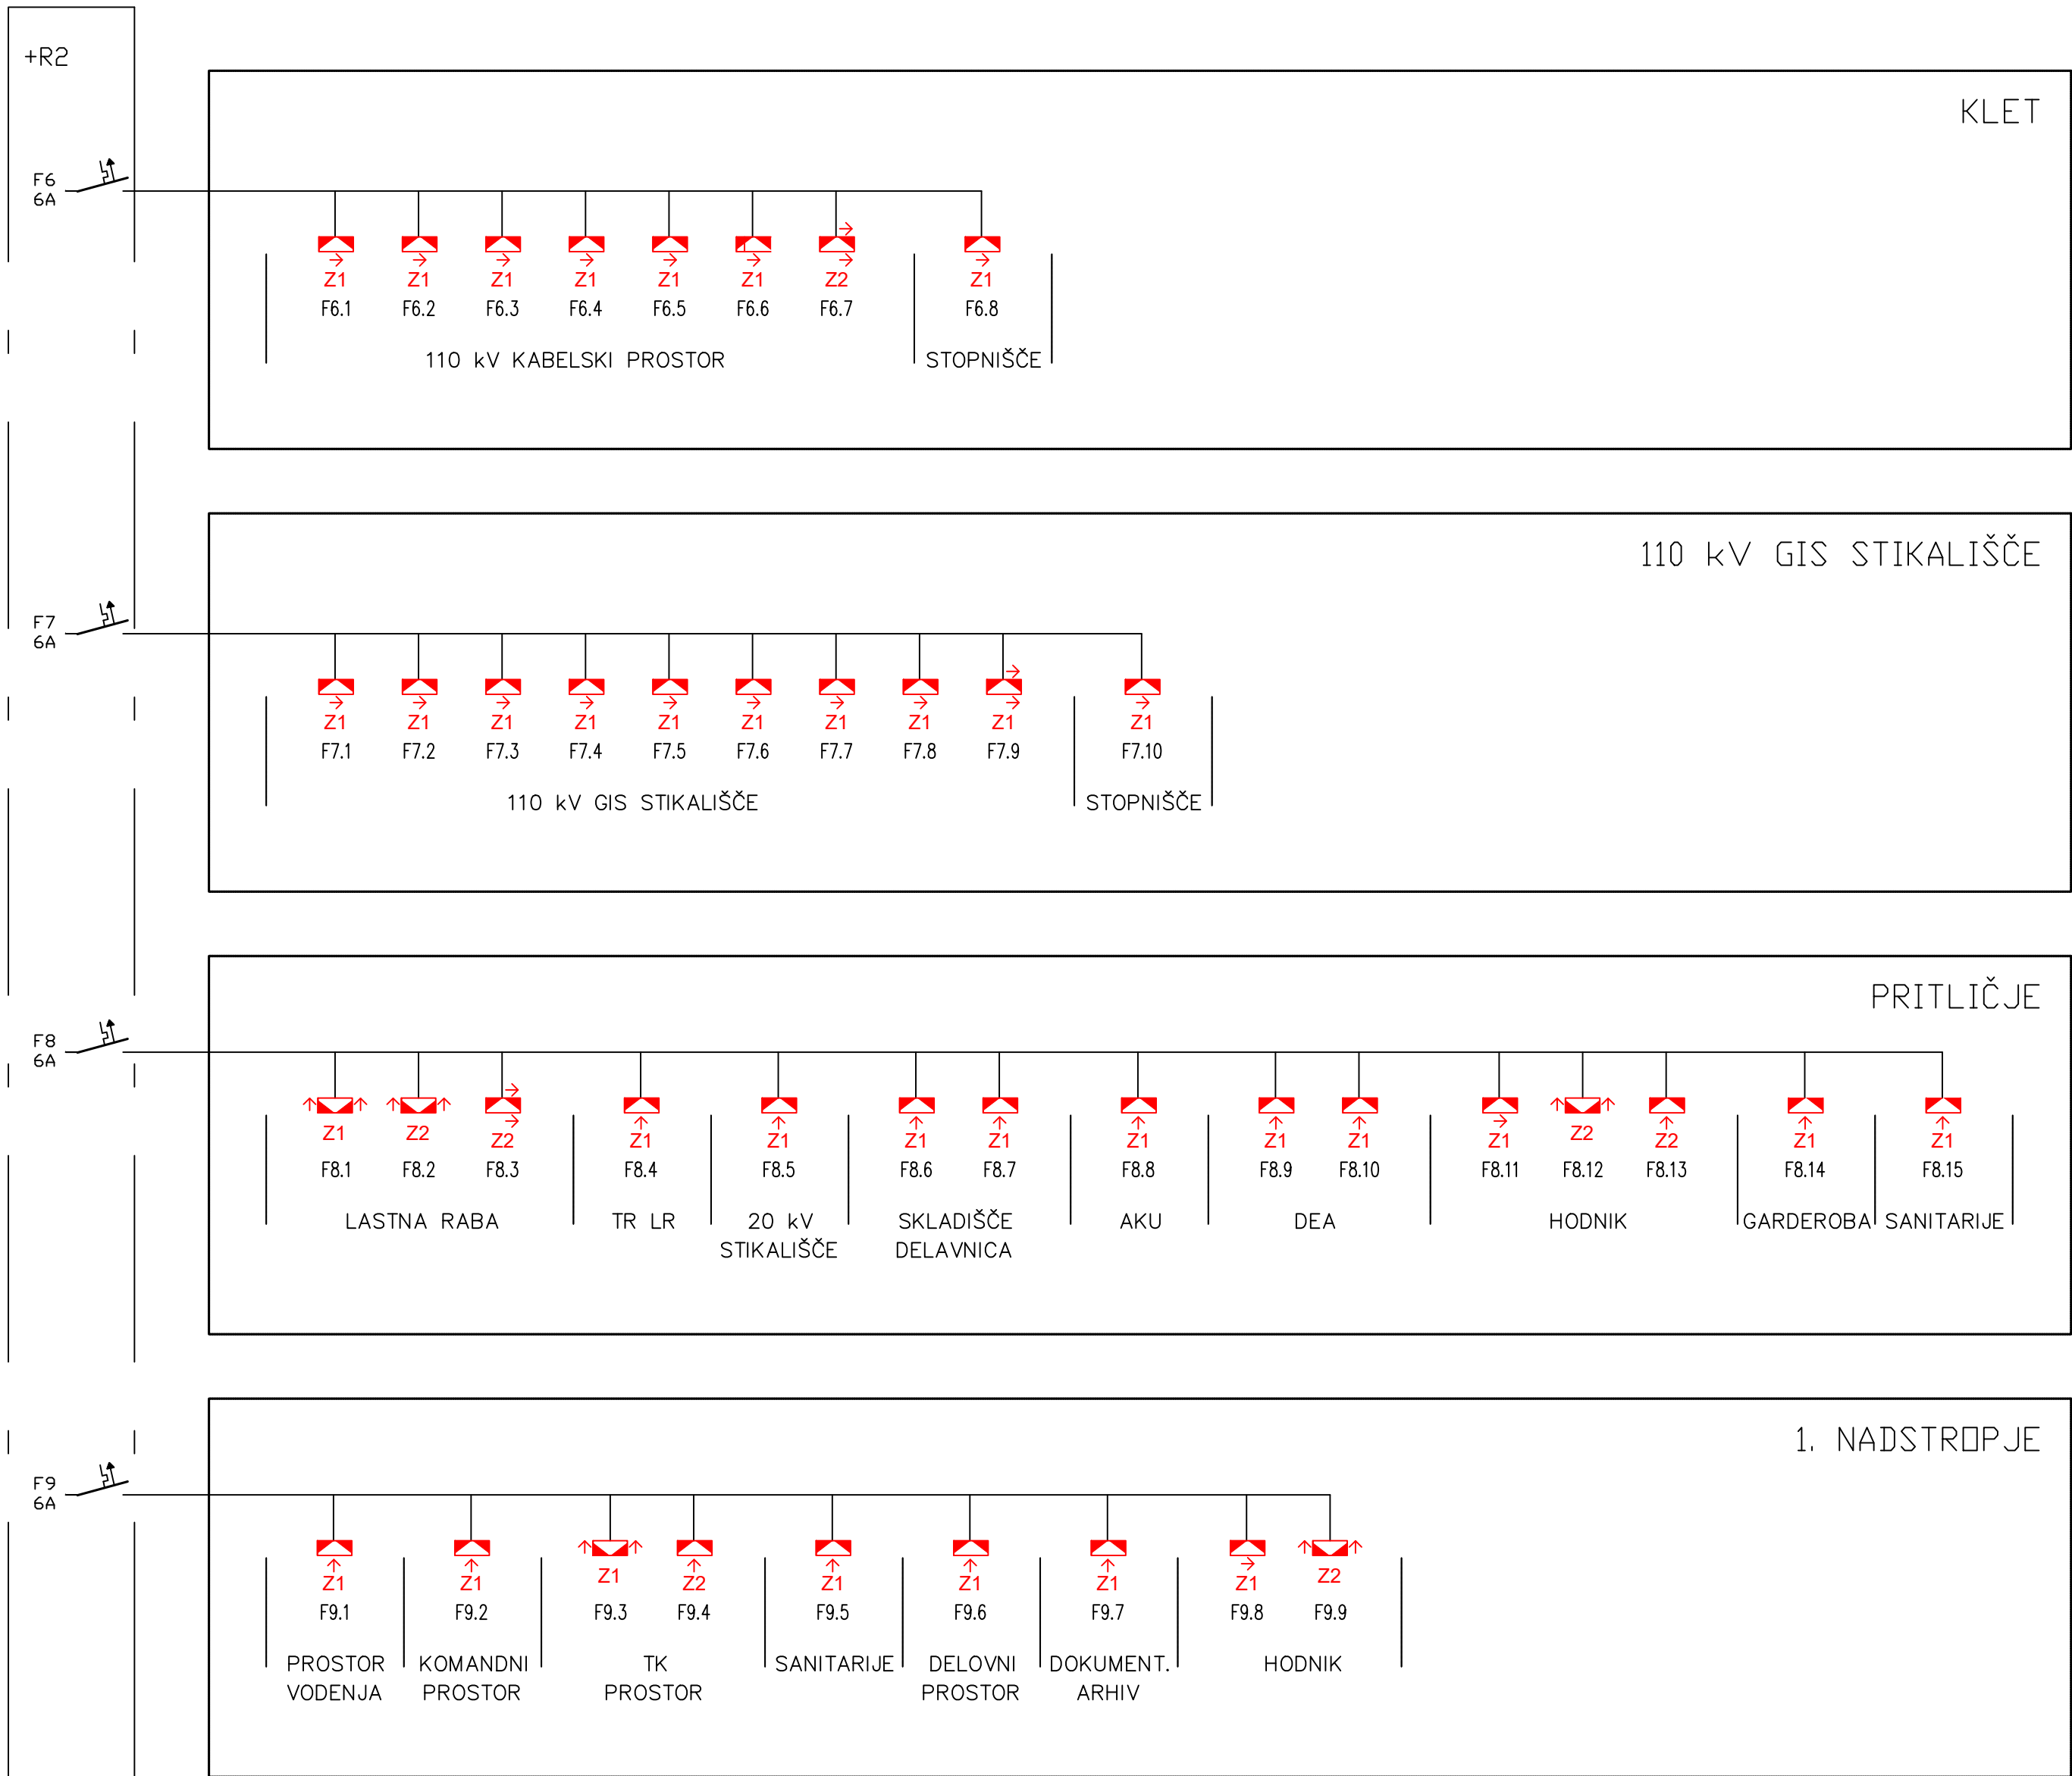 +R2
KLET
F6
6A
Z1 Z1 Z1 Z1 Z1 Z1 Z2 Z1
F6.1 F6.2 F6.3 F6.4 F6.5 F6.6 F6.7 F6.8
110 kV KABELSKI PROSTOR STOPNIŠČE
110 kV GIS STIKALIŠČE
F7
6A
Z1 Z1 Z1 Z1 Z1 Z1 Z1 Z1 Z1 Z1
F7.1 F7.2 F7.3 F7.4 F7.5 F7.6 F7.7 F7.8 F7.9 F7.10
110 kV GIS STIKALIŠČE STOPNIŠČE
PRITLIČJE
F8
6A
Z1 Z2 Z2 Z1 Z1 Z1 Z1 Z1 Z1 Z1 Z1 Z2 Z2 Z1 Z1
F8.1 F8.2 F8.3 F8.4 F8.5 F8.6 F8.7 F8.8 F8.9 F8.10 F8.11 F8.12 F8.13 F8.14 F8.15
LASTNA RABA TR LR 20 kV SKLADIŠČE AKU DEA HODNIK GARDEROBA SANITARIJE
STIKALIŠČE DELAVNICA
1. NADSTROPJE
F9
6A
Z1 Z1 Z1 Z2 Z1 Z1 Z1 Z1 Z2
F9.1 F9.2 F9.3 F9.4 F9.5 F9.6 F9.7 F9.8 F9.9
PROSTOR KOMANDNI TK SANITARIJE DELOVNI DOKUMENT. HODNIK
VODENJA PROSTOR PROSTOR PROSTOR ARHIV